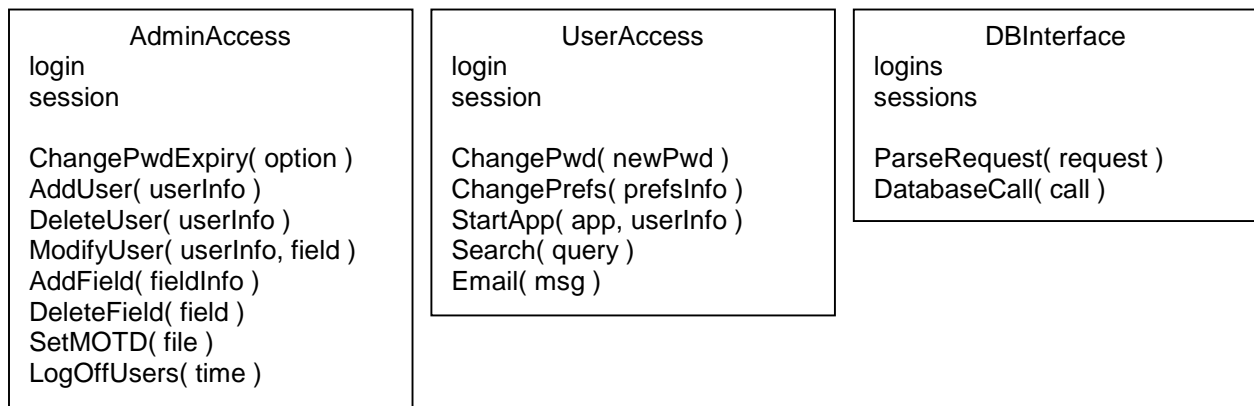 AdminAccess
login
session
ChangePwdExpiry( option )
AddUser( userInfo )
DeleteUser( userInfo )
ModifyUser( userInfo, field )
AddField( fieldInfo )
DeleteField( field )
SetMOTD( file )
LogOffUsers( time )
UserAccess
login
session
ChangePwd( newPwd )
ChangePrefs( prefsInfo )
StartApp( app, userInfo )
Search( query )
Email( msg )
DBInterface
logins
sessions
ParseRequest( request )
DatabaseCall( call )